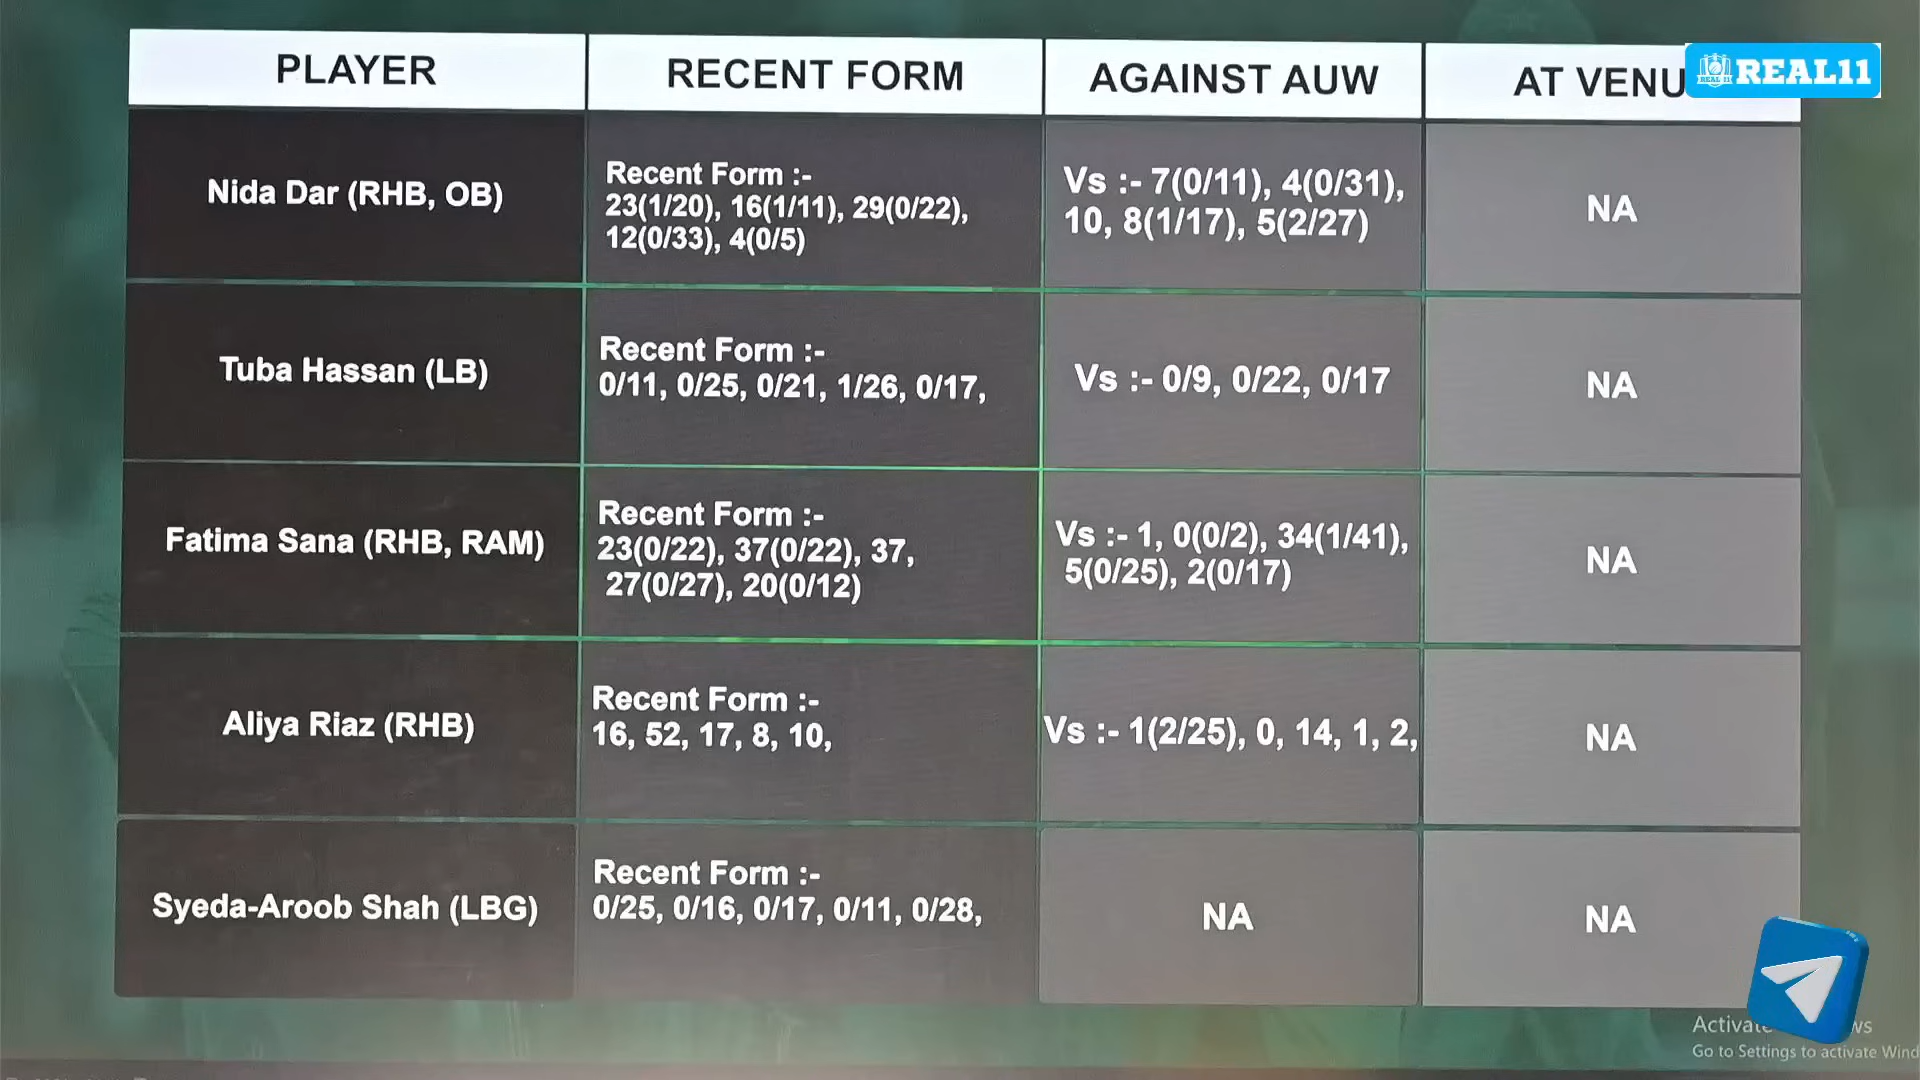 PLAYER
RECENT FORM
AGAINST AUW
AT VENU
REAL 11
REAL11
Nida Dar (RHB, OB)
Recent Form :-
23(1/20), 16(1/11), 29(0/22),
12(0/33), 4(0/5)
Vs :- 7(0/11), 4(0/31),
10, 8(1/17), 5(2/27)
NA
Tuba Hassan (LB)
Recent Form :-
0/11, 0/25, 0/21, 1/26, 0/17,
Vs :- 0/9, 0/22, 0/17
NA
Fatima Sana (RHB, RAM)
Recent Form :-
23(0/22), 37(0/22), 37,
27(0/27), 20(0/12)
Vs :- 1, 0(0/2), 34(1/41),
5(0/25), 2(0/17)
NA
Aliya Riaz (RHB)
Recent Form :-
16, 52, 17, 8, 10,
Vs :- 1(2/25), 0, 14, 1, 2,
NA
Syeda-Aroob Shah (LBG)
Recent Form :-
0/25, 0/16, 0/17, 0/11, 0/28,
NA
NA
Go to Settings to activate Wind